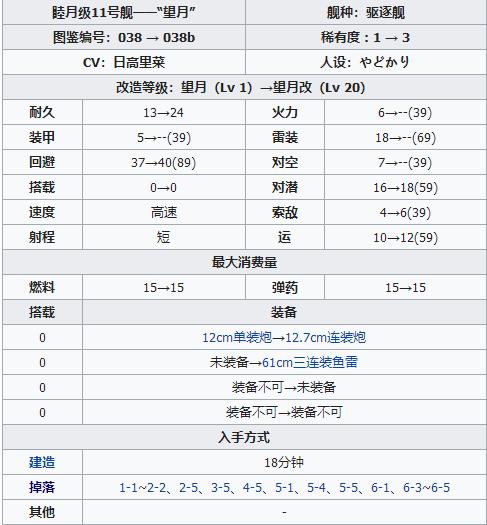 睦月级11号舰——“望月” 舰种：驱逐舰
图鉴编号：038 → 038b 稀有度：1 → 3
CV：日高里菜 人设：やどかり
改造等级：望月（Lv 1）→望月改（Lv 20）
耐久 13→24 火力 6→--(39)
装甲 5→--(39) 雷装 18→--(69)
回避 37→40(89) 对空 7→--(39)
搭载 0→0 对潜 16→18(59)
速度 高速 索敌 4→6(39)
射程 短 运 10→12(59)
最大消费量
燃料 15→15 弹药 15→15
搭载 装备
0 12cm单装炮→12.7cm连装炮
0 未装备→61cm三连装鱼雷
0 装备不可→未装备
0 装备不可→装备不可
入手方式
建造 18分钟
掉落 1-1~2-2、2-5、3-5、4-5、5-1、5-4、5-5、6-1、6-3~6-5
其他 -